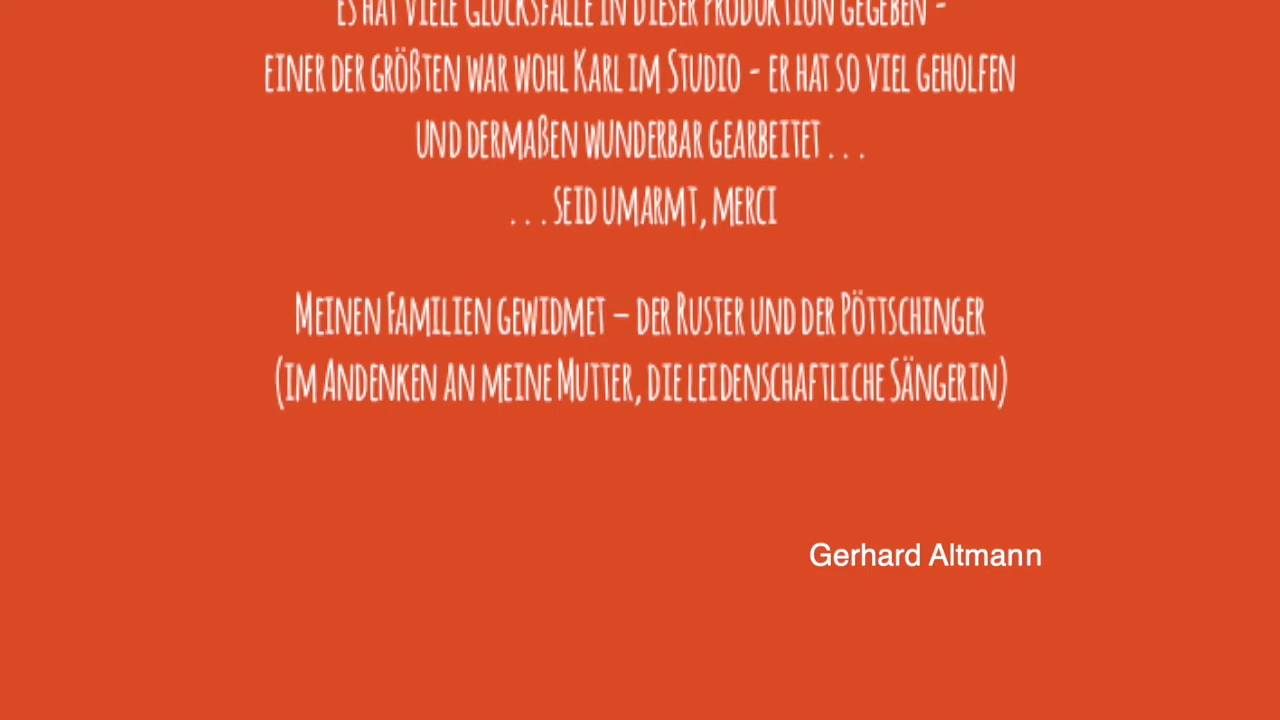 Es hat viele Glücksfälle in dieser Produktion gegeben -
einer der größten war wohl Karl im Studio - er hat so viel geholfen
und dermaßen wunderbar gearbeitet . . .
. . . seid umarmt, merci
Meinen Familien gewidmet – der Ruster und der Pöttschinger
(im Andenken an meine Mutter, die leidenschaftliche Sängerin)
Gerhard Altmann